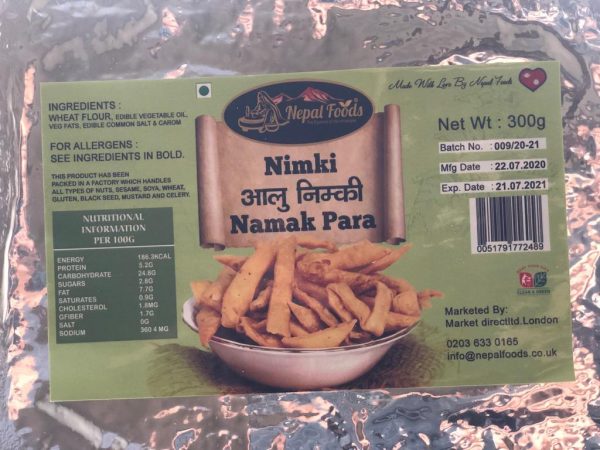 INGREDIENTS :
WHEAT FLOUR, EDIBLE VEGETABLE OIL,
VEG FATS, EDIBLE COMMON SALT & CAROM
FOR ALLERGENS :
SEE INGREDIENTS IN BOLD.
THIS PRODUCT HAS BEEN
PACKED IN A FACTORY WHICH HANDLES
ALL TYPES OF NUTS, SESAME, SOYA, WHEAT,
GLUTEN, BLACK SEED, MUSTARD AND CELERY.
NUTRITIONAL
INFORMATION
PER 100G
ENERGY 186.3KCAL
PROTEIN 5.2G
CARBOHYDRATE 24.8G
SUGARS 2.8G
FAT 7.7G
SATURATES 0.9G
CHOLESTEROL 1.8MG
GFIBER 1.7G
SALT 0G
SODIUM 360 4 MG
Nepal Foods
Nimki
आलु निम्की
Namak Para
Made With Love By Nepal Foods
Net Wt : 300g
Batch No. : 009/20-21
Mfg Date : 22.07.2020
Exp. Date : 21.07.2021
0051791772489
CLEAN & GREEN
Marketed By:
Market directltd.London
0203 633 0165
info@nepalfoods.co.uk